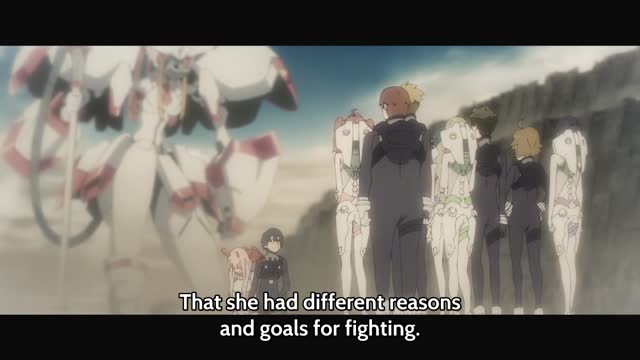 That she had different reasons
and goals for fighting.